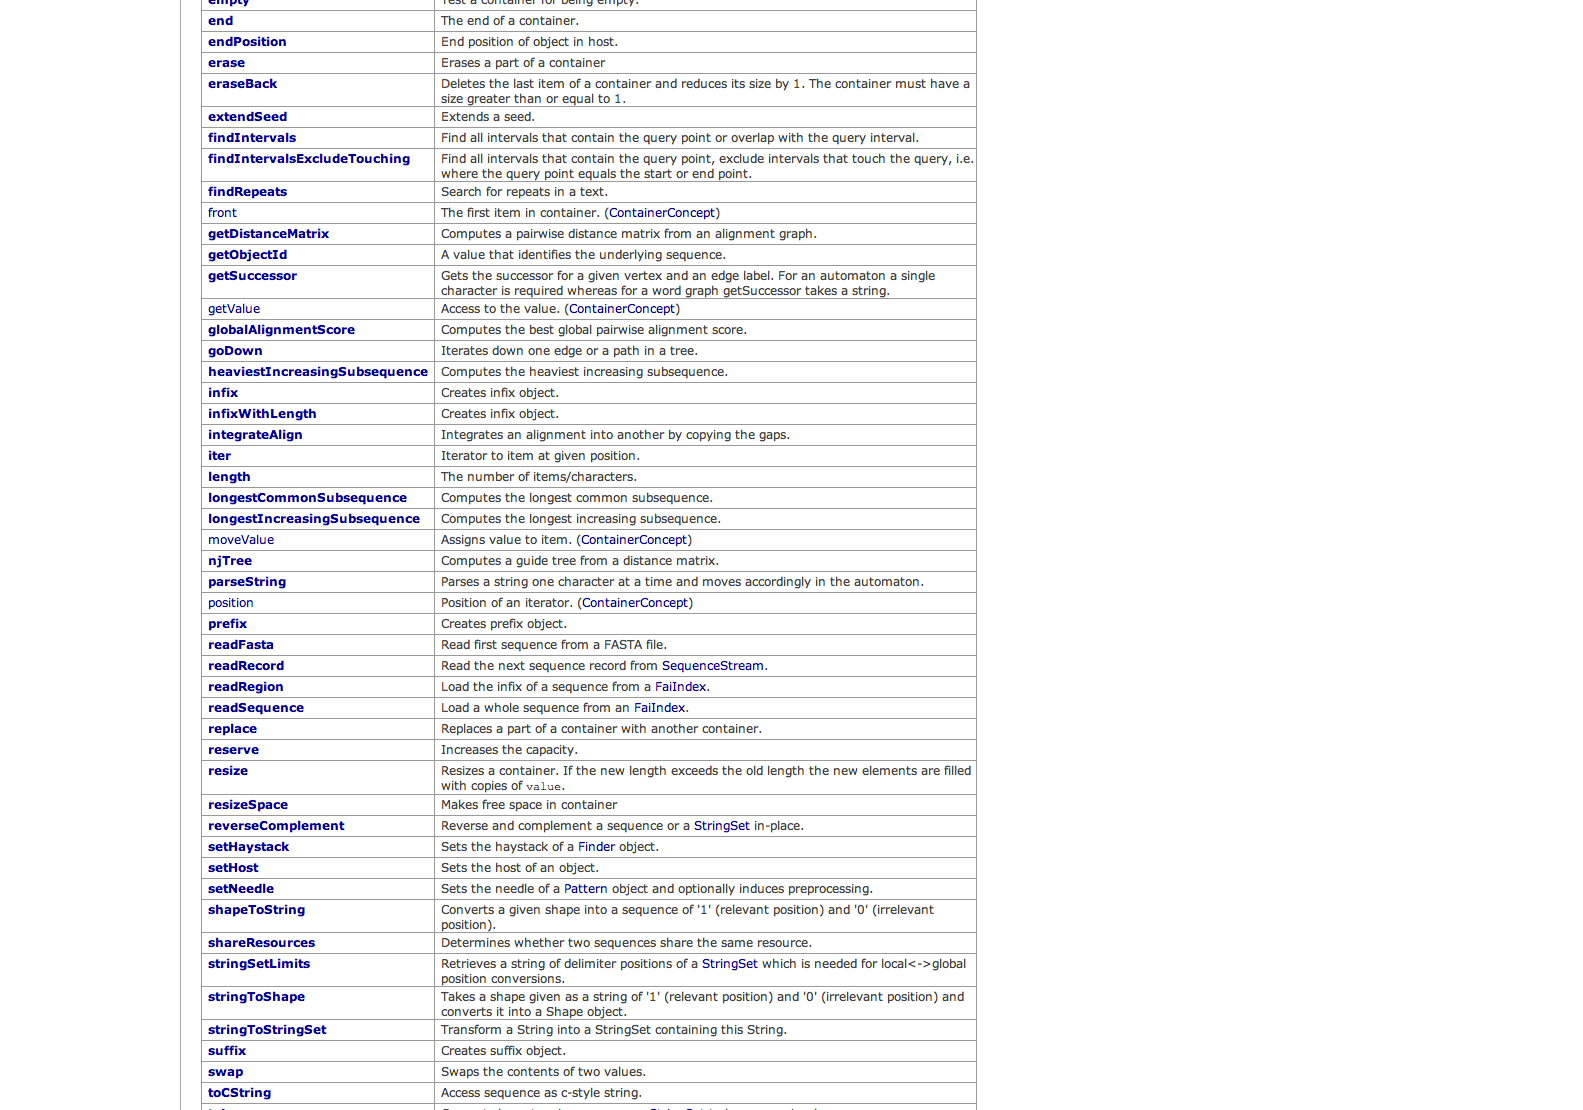 empty Test a container for being empty.
end The end of a container.
endPosition End position of object in host.
erase Erases a part of a container
eraseBack Deletes the last item of a container and reduces its size by 1. The container must have a
size greater than or equal to 1.
extendSeed Extends a seed.
findIntervals Find all intervals that contain the query point or overlap with the query interval.
findIntervalsExcludeTouching Find all intervals that contain the query point, exclude intervals that touch the query, i.e.
where the query point equals the start or end point.
findRepeats Search for repeats in a text.
front The first item in container. (ContainerConcept)
getDistanceMatrix Computes a pairwise distance matrix from an alignment graph.
getObjectId A value that identifies the underlying sequence.
getSuccessor Gets the successor for a given vertex and an edge label. For an automaton a single
character is required whereas for a word graph getSuccessor takes a string.
getValue Access to the value. (ContainerConcept)
globalAlignmentScore Computes the best global pairwise alignment score.
goDown Iterates down one edge or a path in a tree.
heaviestIncreasingSubsequence Computes the heaviest increasing subsequence.
infix Creates infix object.
infixWithLength Creates infix object.
integrateAlign Integrates an alignment into another by copying the gaps.
iter Iterator to item at given position.
length The number of items/characters.
longestCommonSubsequence Computes the longest common subsequence.
longestIncreasingSubsequence Computes the longest increasing subsequence.
moveValue Assigns value to item. (ContainerConcept)
njTree Computes a guide tree from a distance matrix.
parseString Parses a string one character at a time and moves accordingly in the automaton.
position Position of an iterator. (ContainerConcept)
prefix Creates prefix object.
readFasta Read first sequence from a FASTA file.
readRecord Read the next sequence record from SequenceStream.
readRegion Load the infix of a sequence from a FaiIndex.
readSequence Load a whole sequence from an FaiIndex.
replace Replaces a part of a container with another container.
reserve Increases the capacity.
resize Resizes a container. If the new length exceeds the old length the new elements are filled
with copies of value.
resizeSpace Makes free space in container
reverseComplement Reverse and complement a sequence or a StringSet in-place.
setHaystack Sets the haystack of a Finder object.
setHost Sets the host of an object.
setNeedle Sets the needle of a Pattern object and optionally induces preprocessing.
shapeToString Converts a given shape into a sequence of '1' (relevant position) and '0' (irrelevant
position).
shareResources Determines whether two sequences share the same resource.
stringSetLimits Retrieves a string of delimiter positions of a StringSet which is needed for local<->global
position conversions.
stringToShape Takes a shape given as a string of '1' (relevant position) and '0' (irrelevant position) and
converts it into a Shape object.
stringToStringSet Transform a String into a StringSet containing this String.
suffix Creates suffix object.
swap Swaps the contents of two values.
toCString Access sequence as c-style string.